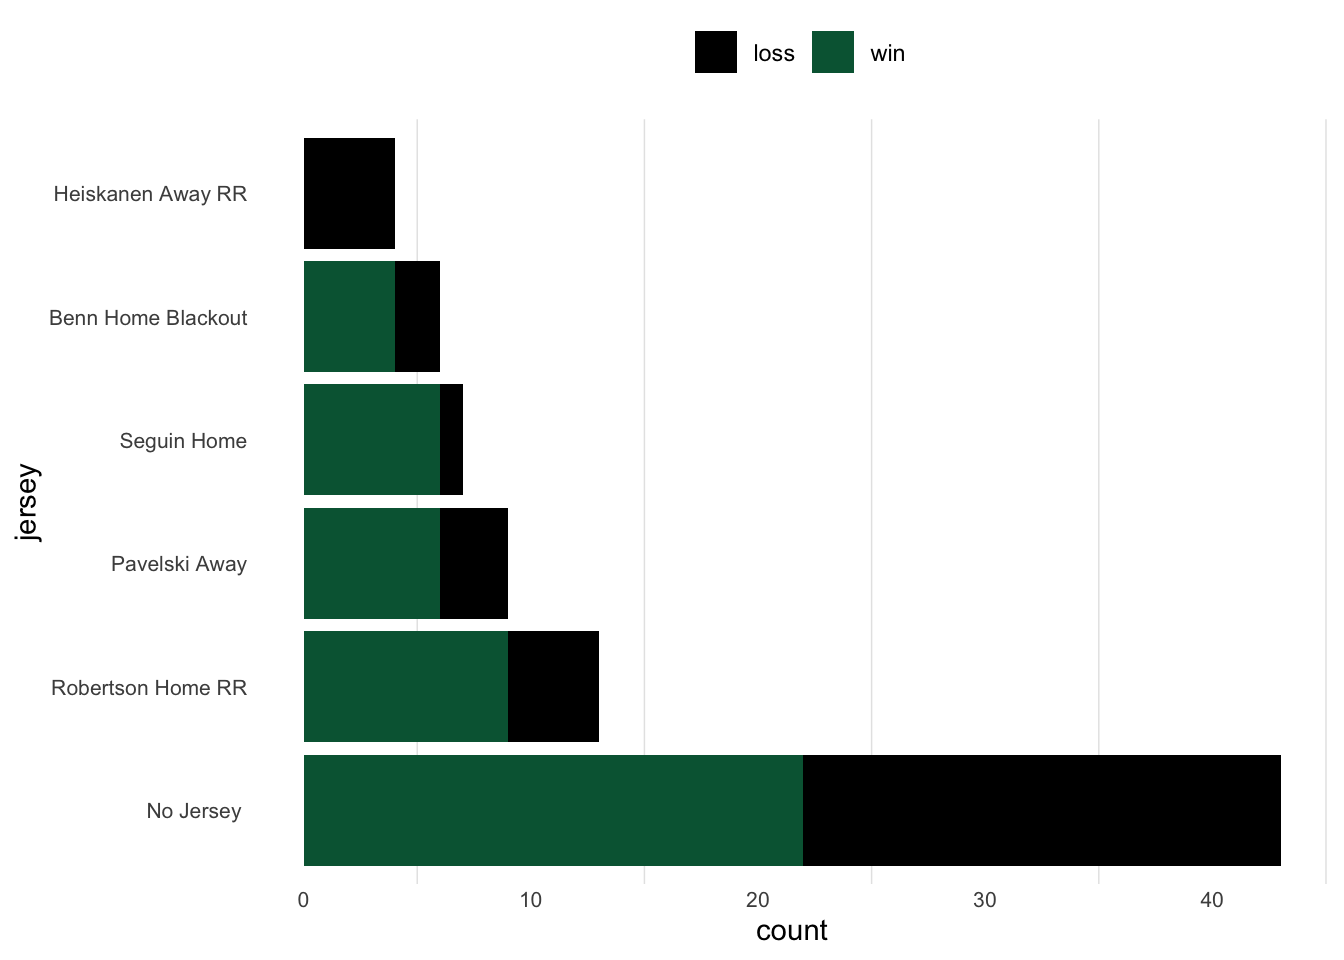 loss win
Heiskanen Away RR
Benn Home Blackout
Seguin Home
Pavelski Away
Robertson Home RR
No Jersey
jersey
0 10 20 30 40
count